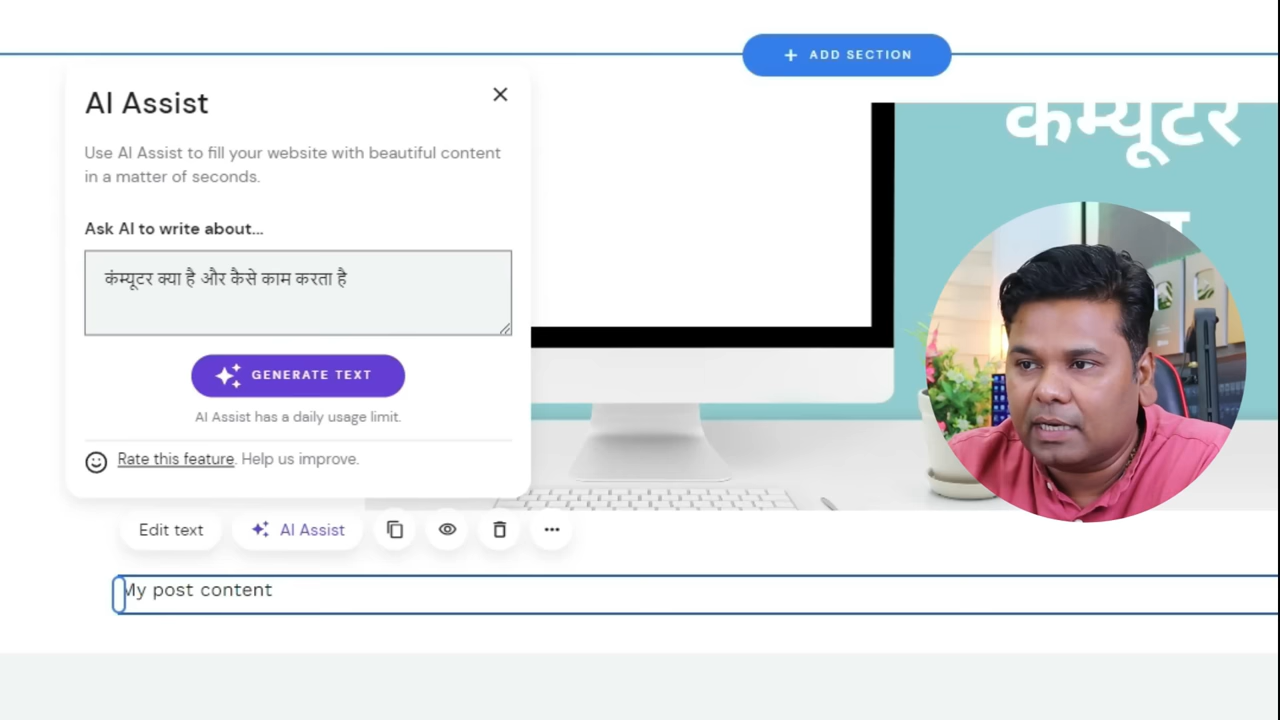 + ADD SECTION
AI Assist
Use AI Assist to fill your website with beautiful content
in a matter of seconds.
Ask AI to write about...
कंम्यूटर क्या है और कैसे काम करता है
GENERATE TEXT
AI Assist has a daily usage limit.
Rate this feature. Help us improve.
Edit text
AI Assist
My post content
कम्यूटर